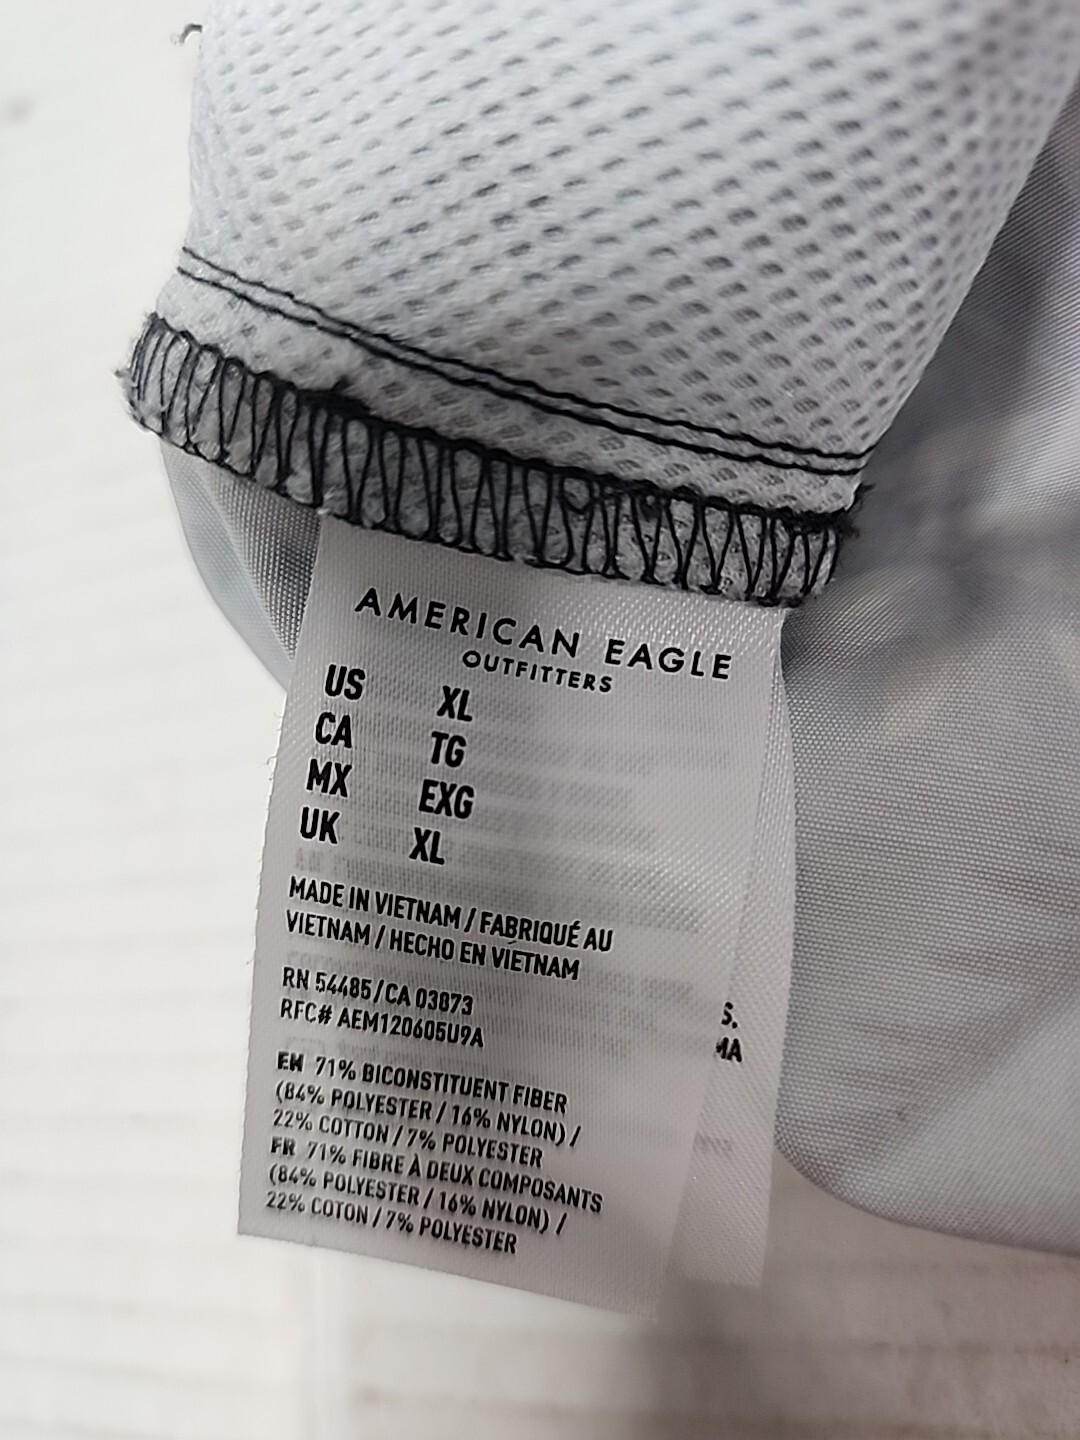 AMERICAN EAGLE
OUTFITTERS
US XL
CA TG
MX EXG
UK XL
MADE IN VIETNAM / FABRIQUÉ AU
VIETNAM / HECHO EN VIETNAM
RN 54485 / CA 03873
RFC# AEM120605U9A
EN 71% BICONSTITUENT FIBER
(84% POLYESTER / 16% NYLON) /
22% COTTON / 7% POLYESTER
FR 71% FIBRE À DEUX COMPOSANTS
(84% POLYESTER / 16% NYLON) /
22% COTON / 7% POLYESTER
S.
MA